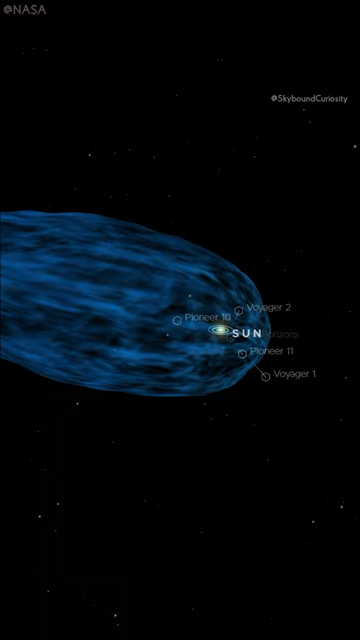 @NASA
@SkyboundCuriosity
Voyager 2
Pioneer 10
SUN
Pioneer 11
Voyager 1